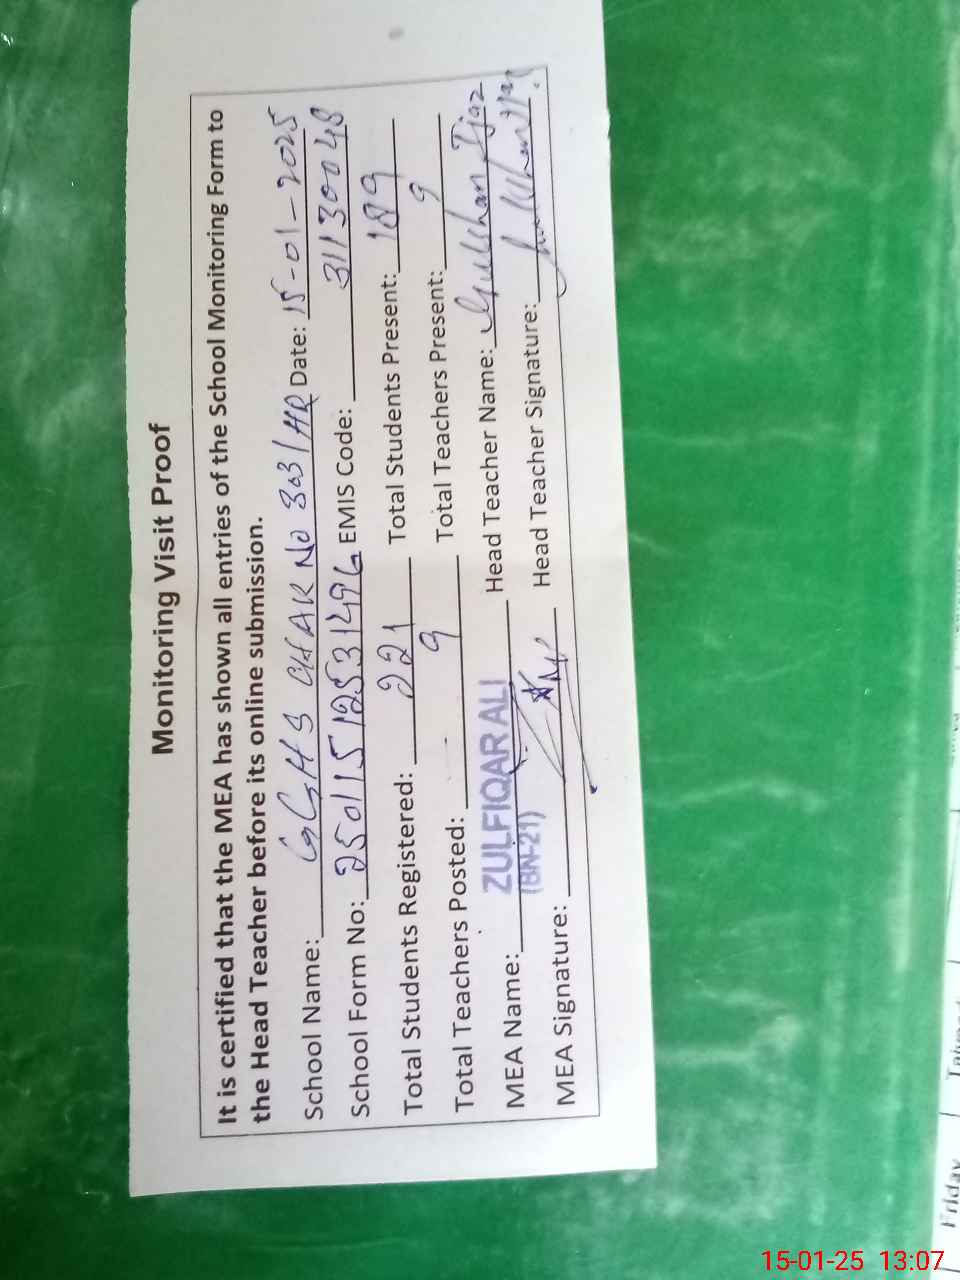 Monitoring Visit Proof
It is certified that the MEA has shown all entries of the School Monitoring Form to
the Head Teacher before its online submission.
School Name: GGHS CHAK No 303/HR Date: 15-01-2025
School Form No: EMIS Code: 31130048
Total Students Registered: 221 Total Students Present: 189
Total Teachers Posted: 9 Total Teachers Present: 9
MEA Name: ZULFIQAR ALI Head Teacher Name: Gulshan Ijaz
(BN-21)
MEA Signature: Head Teacher Signature:
Friday
15-01-25 13:07